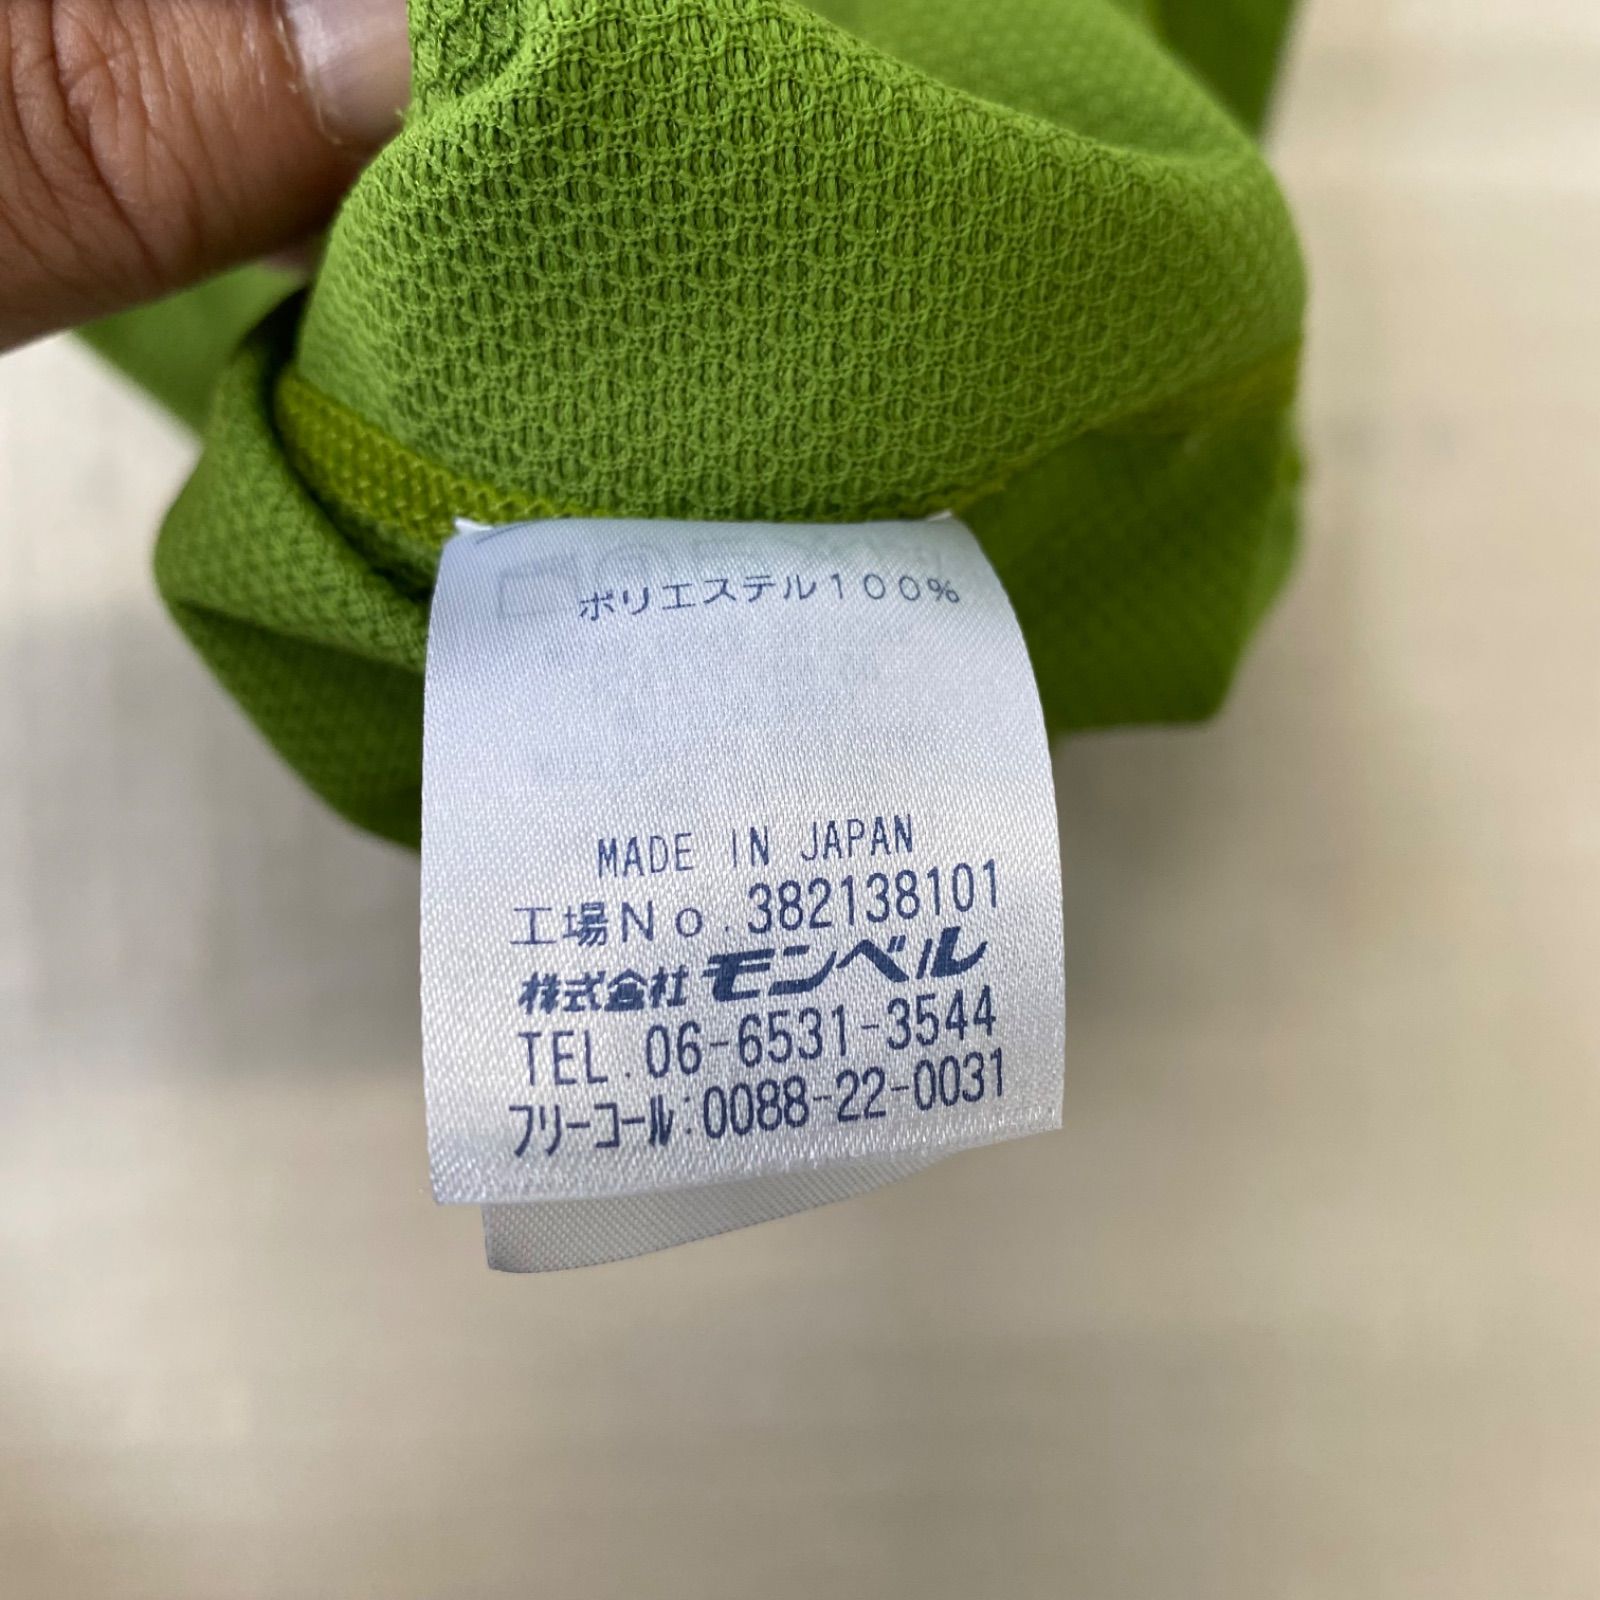 ポリエステル100%
MADE IN JAPAN
工場No.382138101
株式会社モンベル
TEL.06-6531-3544
フリーコール:0088-22-0031